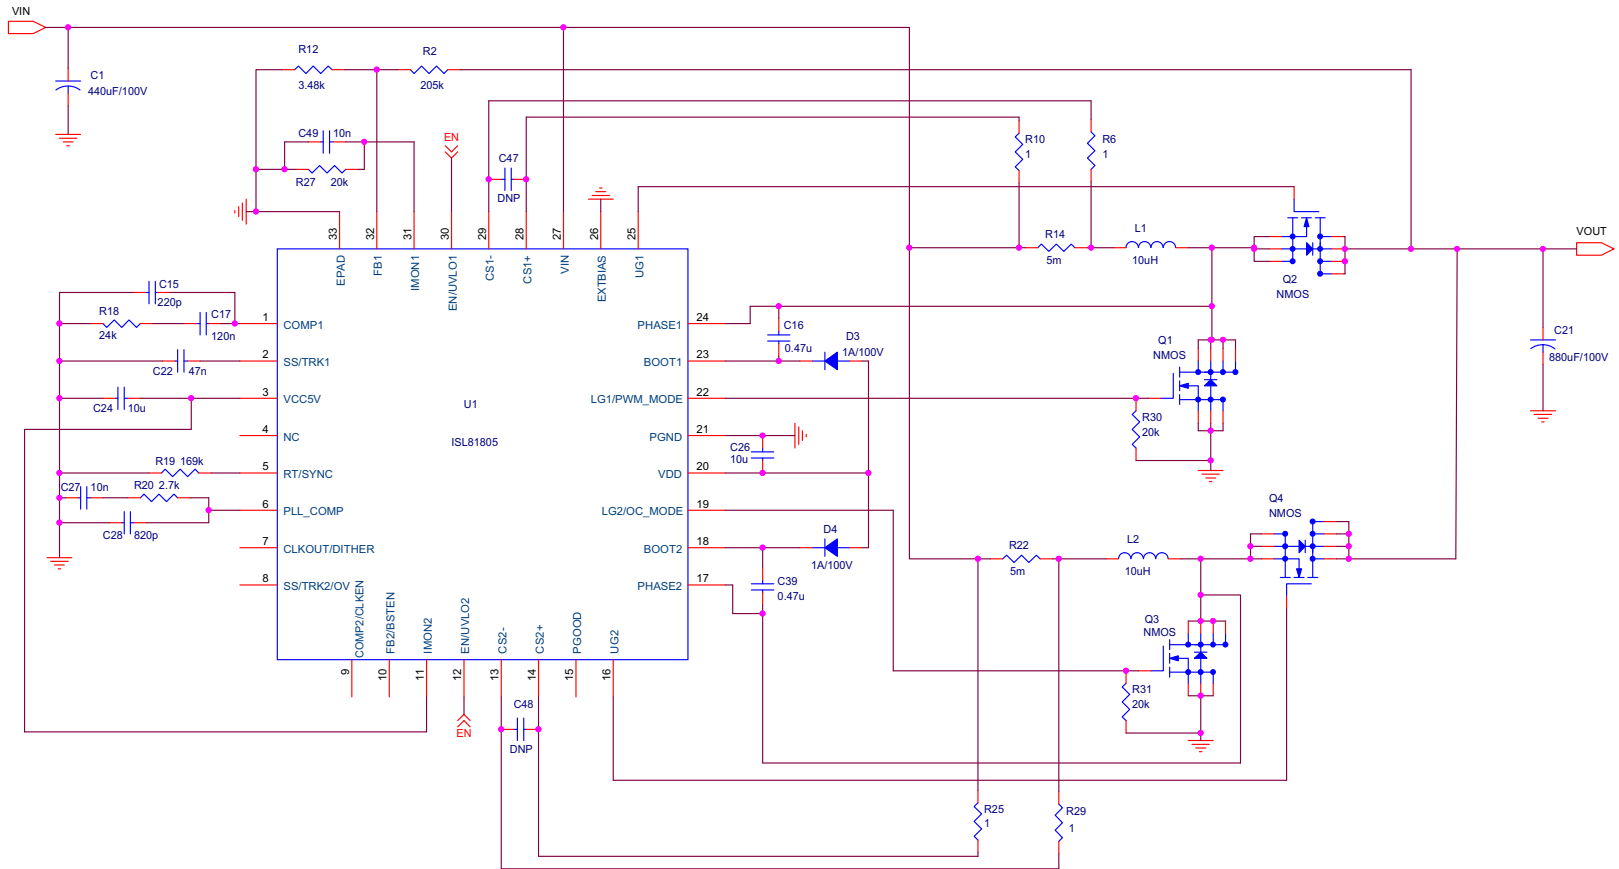 VIN
C1
440uF/100V
R12
3.48k
R2
205k
C49 10n
R27 20k
EN
C47
DNP
R10
1
R6
1
33 32 31 30 29 28 27 26 25
EPAD
FB1
IMON1
EN/UVLO1
CS1-
CS1+
VIN
EXTBIAS
UG1
R14
5m
L1
10uH
Q2
NMOS
VOUT
C21
880uF/100V
C15
220p
R18
24k
C17
120n
C22 47n
C24 10u
R19 169k
C27 10n
R20 2.7k
C28 820p
1 COMP1
2 SS/TRK1
3 VCC5V
4 NC
5 RT/SYNC
6 PLL_COMP
7 CLKOUT/DITHER
8 SS/TRK2/OV
U1
ISL81805
PHASE1 24
BOOT1 23
LG1/PWM_MODE 22
PGND 21
VDD 20
LG2/OC_MODE 19
BOOT2 18
PHASE2 17
C16
0.47u
D3
1A/100V
C26
10u
D4
1A/100V
C39
0.47u
Q1
NMOS
R30
20k
R22
5m
L2
10uH
Q4
NMOS
Q3
NMOS
R31
20k
COMP2/CLKEN
FB2/BSTEN
IMON2
EN/UVLO2
CS2-
CS2+
PGOOD
UG2
9 10 11 12 13 14 15 16
EN
C48
DNP
R25
1
R29
1